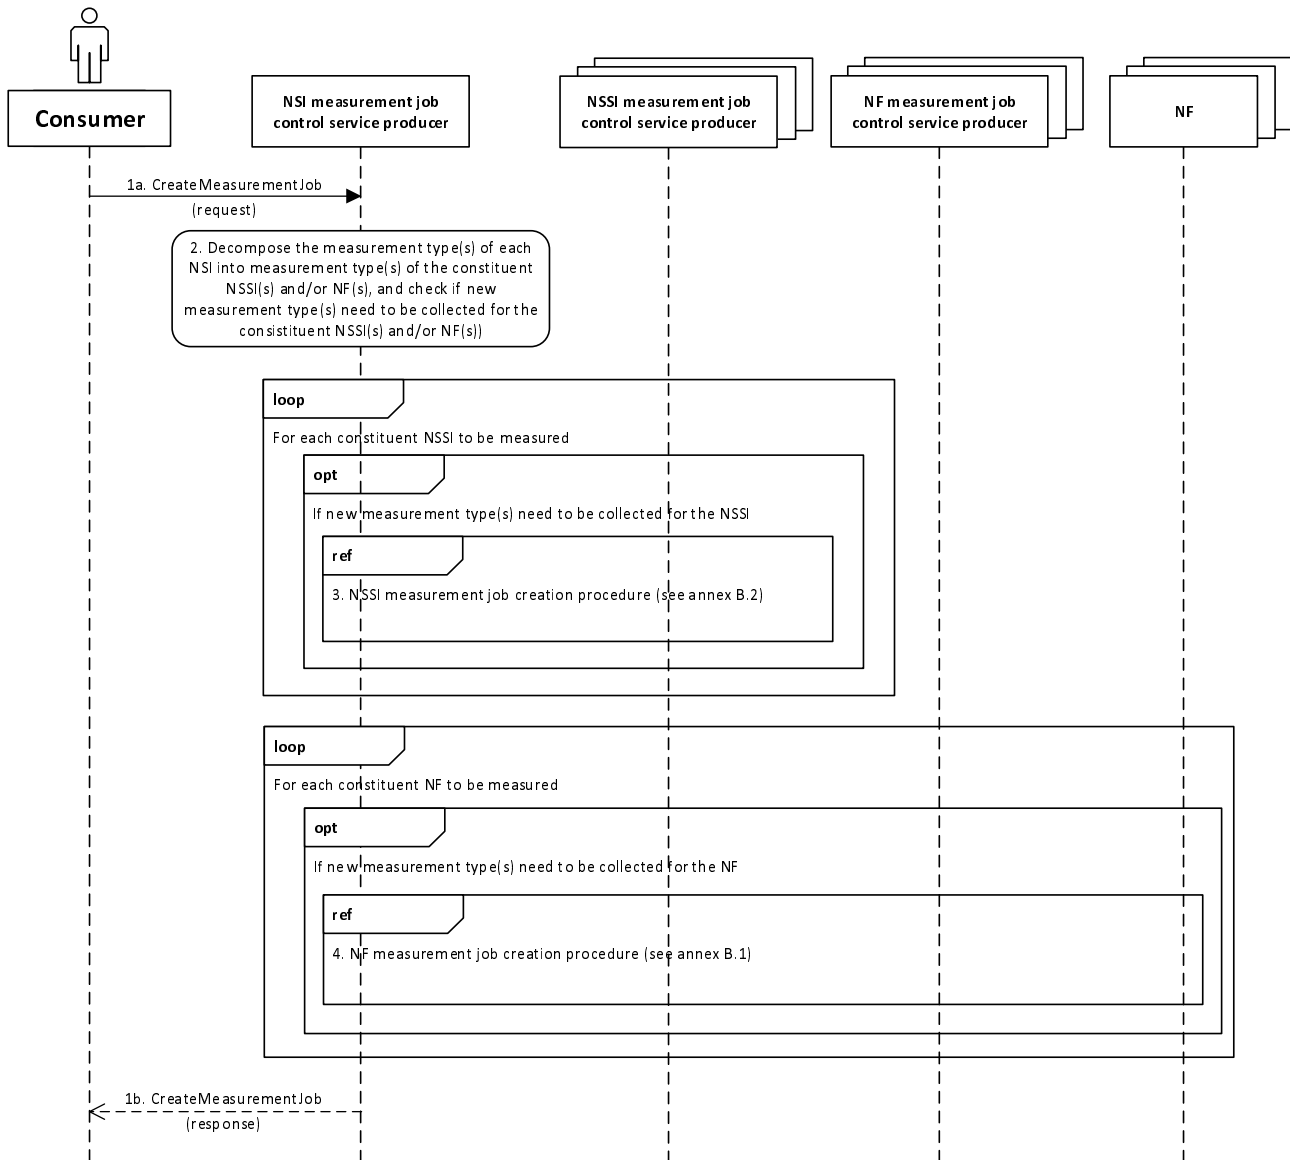 Consumer
NSI measurement job
control service producer
NSSI measurement job
control service producer
NF measurement job
control service producer
NF
1a. CreateMeasurementJob
(request)
2. Decompose the measurement type(s) of each
NSI into measurement type(s) of the constituent
NSSI(s) and/or NF(s), and check if new
measurement type(s) need to be collected for the
consistituent NSSI(s) and/or NF(s))
loop
For each constituent NSSI to be measured
opt
If new measurement type(s) need to be collected for the NSSI
ref
3. NSSI measurement job creation procedure (see annex B.2)
loop
For each constituent NF to be measured
opt
If new measurement type(s) need to be collected for the NF
ref
4. NF measurement job creation procedure (see annex B.1)
1b. CreateMeasurementJob
(response)